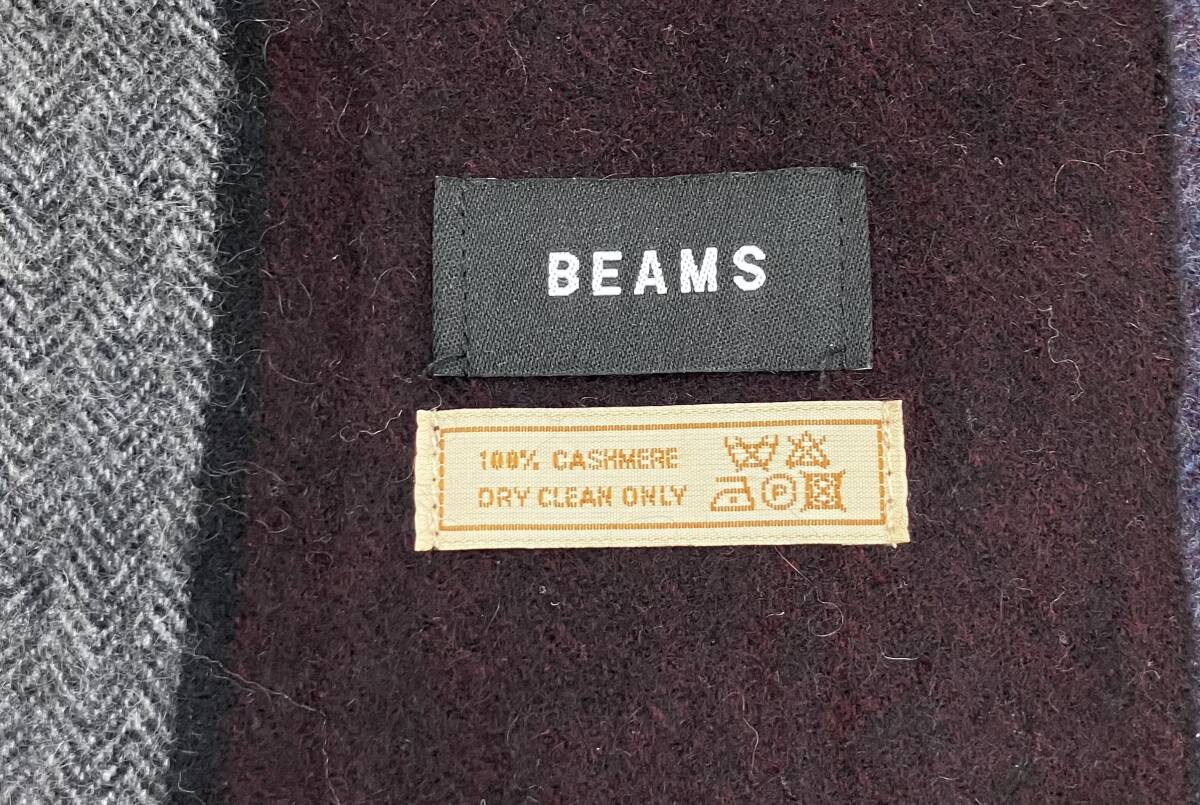 BEAMS
100% CASHMERE
DRY CLEAN ONLY
P